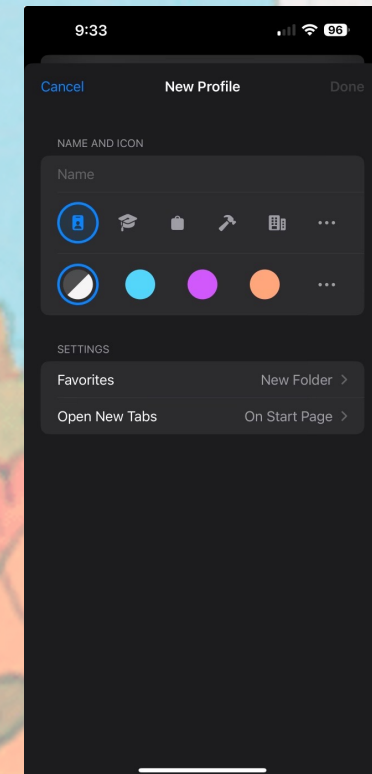 9:33
96
Cancel New Profile Done
NAME AND ICON
Name
SETTINGS
Favorites New Folder >
Open New Tabs On Start Page >